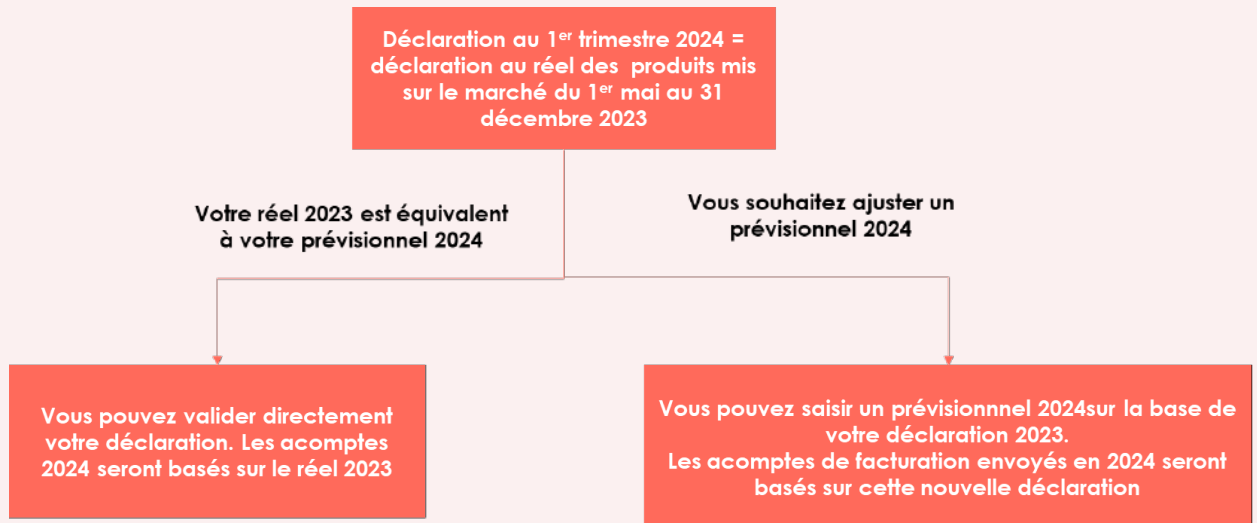 Déclaration au 1er trimestre 2024 =
déclaration au réel des produits mis
sur le marché du 1er mai au 31
décembre 2023
Votre réel 2023 est équivalent
à votre prévisionnel 2024
Vous souhaitez ajuster un
prévisionnel 2024
Vous pouvez valider directement
votre déclaration. Les acomptes
2024 seront basés sur le réel 2023
Vous pouvez saisir un prévisionnnel 2024sur la base de
votre déclaration 2023.
Les acomptes de facturation envoyés en 2024 seront
basés sur cette nouvelle déclaration